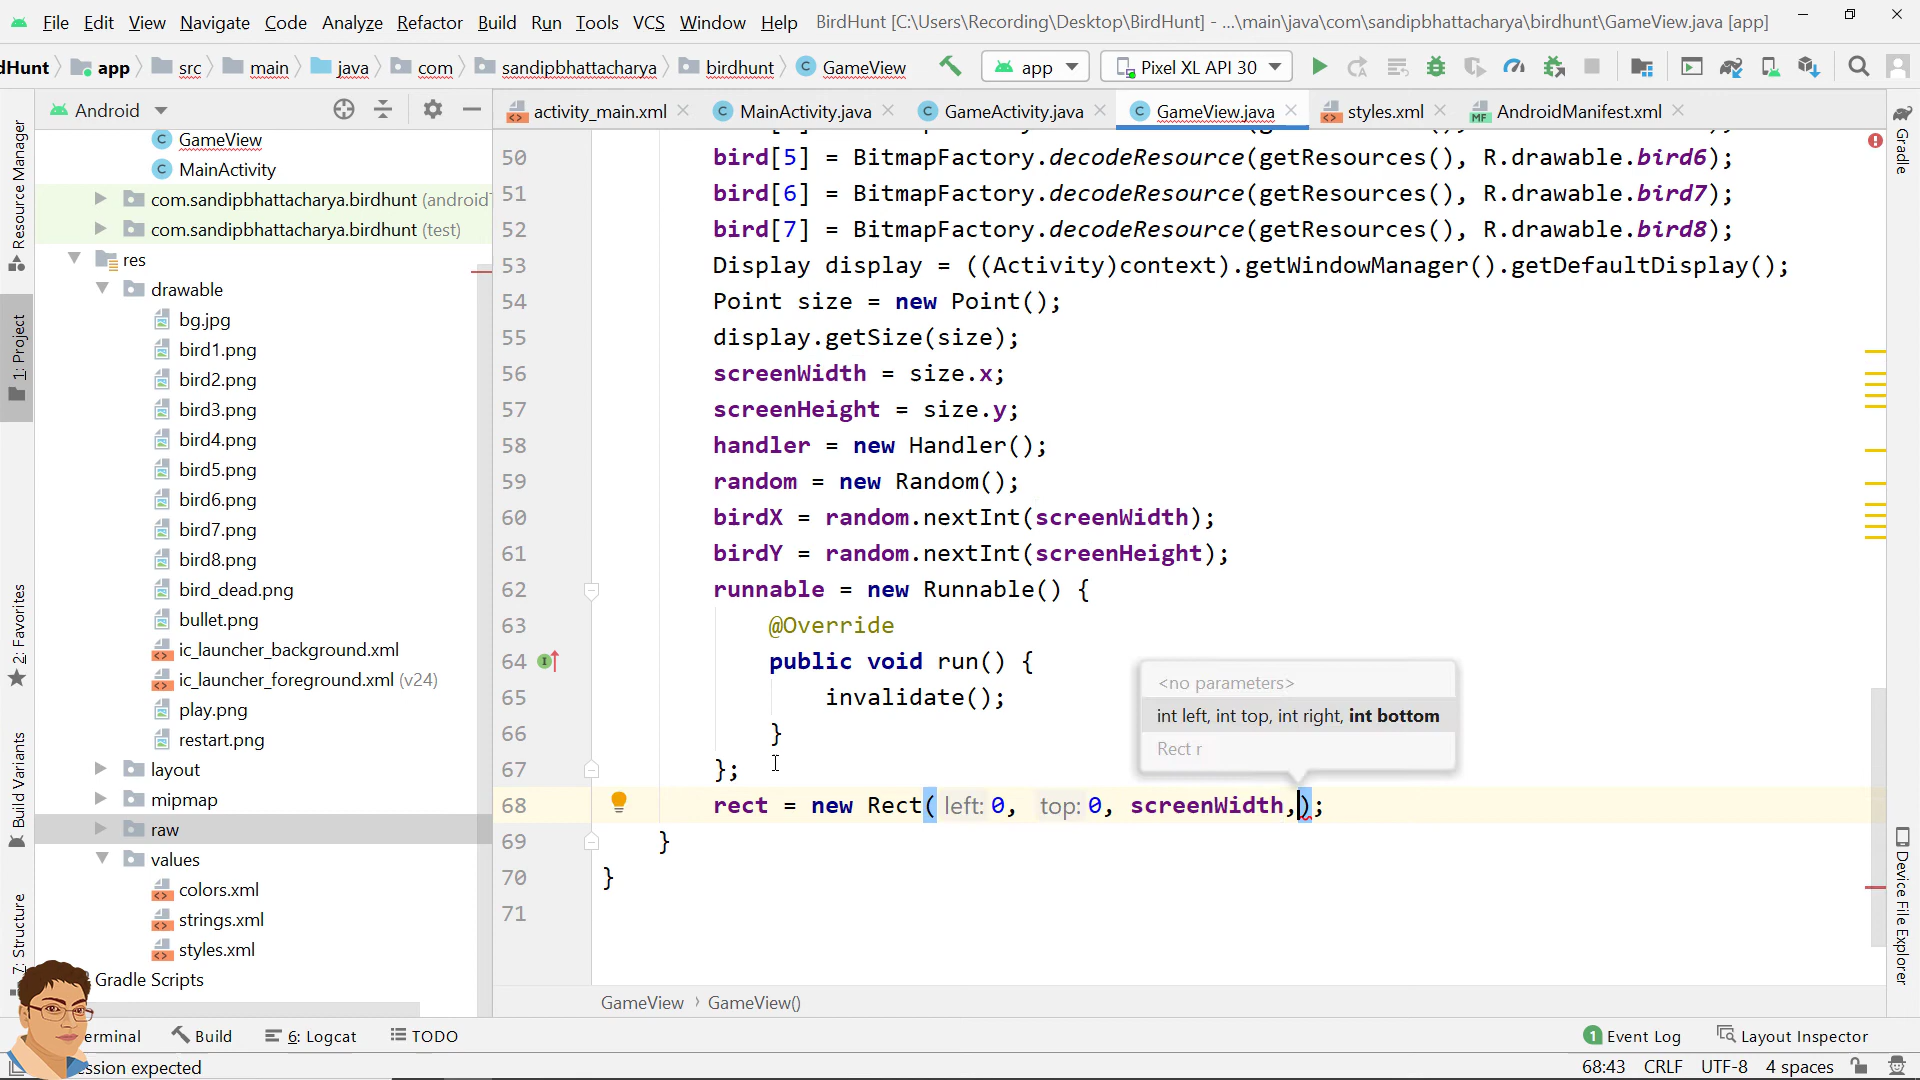 File Edit View Navigate Code Analyze Refactor Build Run Tools VCS Window Help BirdHunt [C:\Users\Recording\Desktop\BirdHunt] - ...\main\java\com\sandipbhattacharya\birdhunt\GameView.java [app]
dHunt app src main java com sandipbhattacharya birdhunt GameView app Pixel XL API 30
Android
activity_main.xml MainActivity.java GameActivity.java GameView.java styles.xml AndroidManifest.xml
GameView
MainActivity
com.sandipbhattacharya.birdhunt (androidT
com.sandipbhattacharya.birdhunt (test)
res
drawable
bg.jpg
bird1.png
bird2.png
bird3.png
bird4.png
bird5.png
bird6.png
bird7.png
bird8.png
bird_dead.png
bullet.png
ic_launcher_background.xml
ic_launcher_foreground.xml (v24)
play.png
restart.png
layout
mipmap
raw
values
colors.xml
strings.xml
styles.xml
Gradle Scripts
50 bird[5] = BitmapFactory.decodeResource(getResources(), R.drawable.bird6);
51 bird[6] = BitmapFactory.decodeResource(getResources(), R.drawable.bird7);
52 bird[7] = BitmapFactory.decodeResource(getResources(), R.drawable.bird8);
53 Display display = ((Activity)context).getWindowManager().getDefaultDisplay();
54 Point size = new Point();
55 display.getSize(size);
56 screenWidth = size.x;
57 screenHeight = size.y;
58 handler = new Handler();
59 random = new Random();
60 birdX = random.nextInt(screenWidth);
61 birdY = random.nextInt(screenHeight);
62 runnable = new Runnable() {
63 @Override
64 public void run() {
65 invalidate();
66 }
67 };
68 rect = new Rect( left: 0, top: 0, screenWidth,);
69 }
70 }
71
<no parameters>
int left, int top, int right, int bottom
Rect r
GameView › GameView()
Resource Manager
1: Project
2: Favorites
Build Variants
7: Structure
Gradle
Device File Explorer
erminal Build 6: Logcat TODO 1 Event Log Layout Inspector
ession expected 68:43 CRLF UTF-8 4 spaces